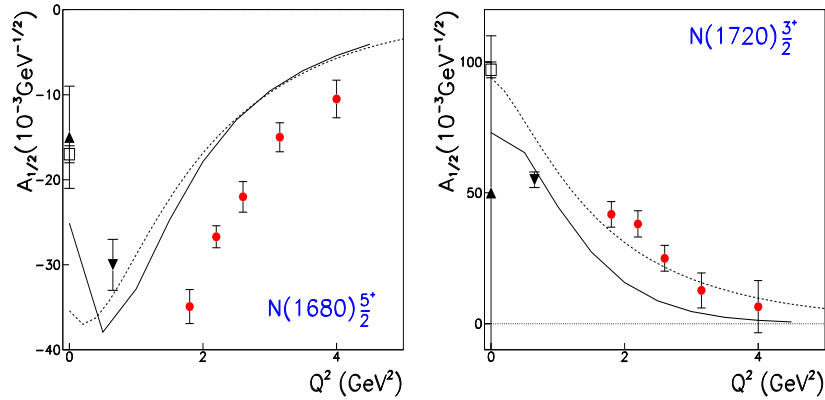 A₁/₂(10⁻³GeV⁻¹/²)
0
-10
-20
-30
-40
0
2
4
Q² (GeV²)
N(1680)5⁺/2
A₁/₂(10⁻³GeV⁻¹/²)
100
50
0
0
2
4
Q² (GeV²)
N(1720)3⁺/2